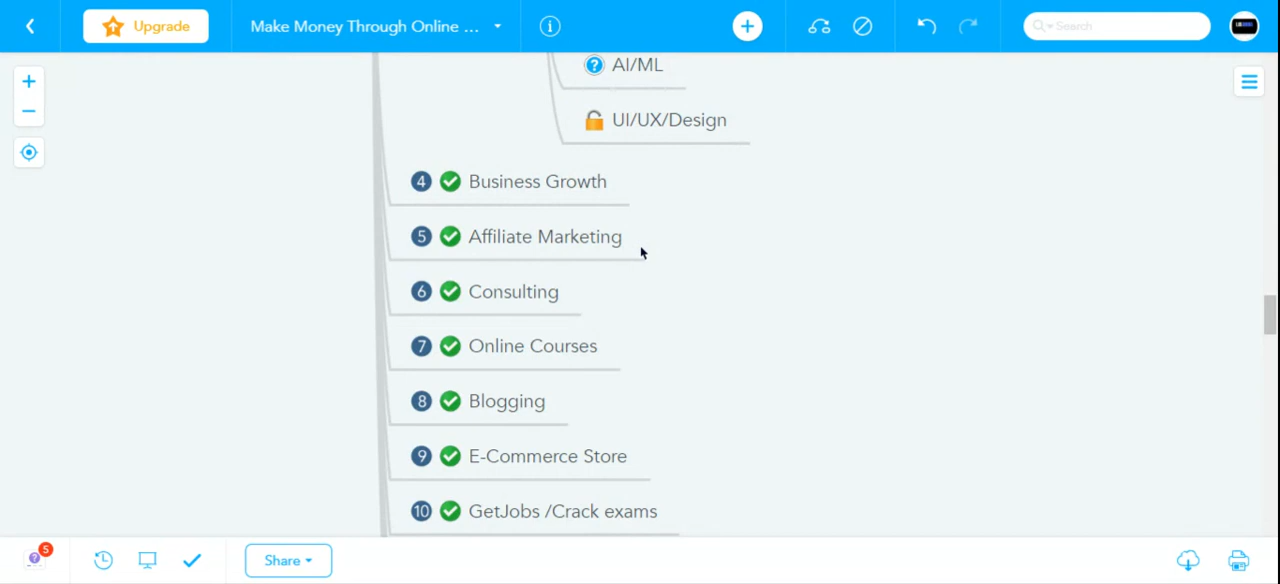 Upgrade
Make Money Through Online ...
Search
AI/ML
UI/UX/Design
4 Business Growth
5 Affiliate Marketing
6 Consulting
7 Online Courses
8 Blogging
9 E-Commerce Store
10 GetJobs /Crack exams
5
Share